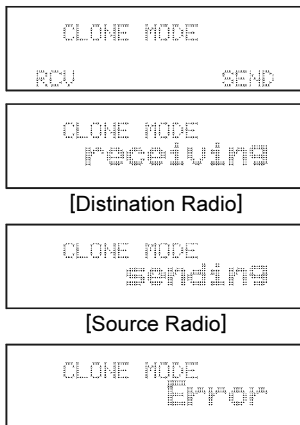 CLONE MODE
RCV SEND
CLONE MODE
receiving
[Distination Radio]
CLONE MODE
sending
[Source Radio]
CLONE MODE
Error